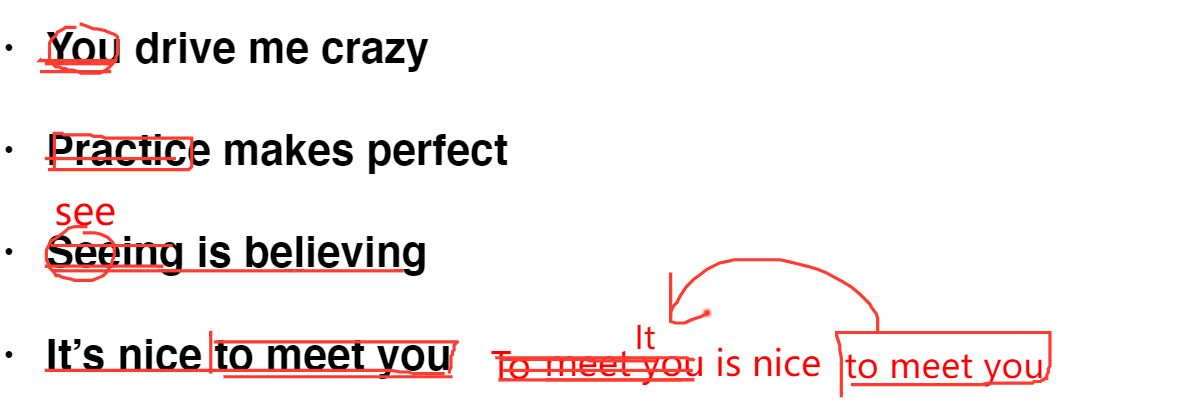 · You drive me crazy
· Practice makes perfect
see
· Seeing is believing
It
· It's nice to meet you To meet you is nice to meet you